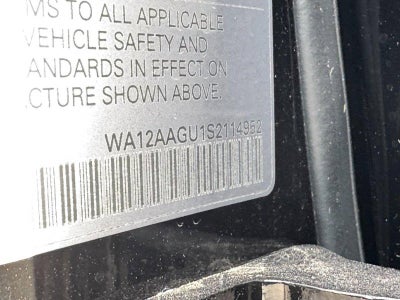 MS TO ALL APPLICABLE
VEHICLE SAFETY AND
ANDARDS IN EFFECT ON
CTURE SHOWN ABOVE.
WA12AAGU1S2114952